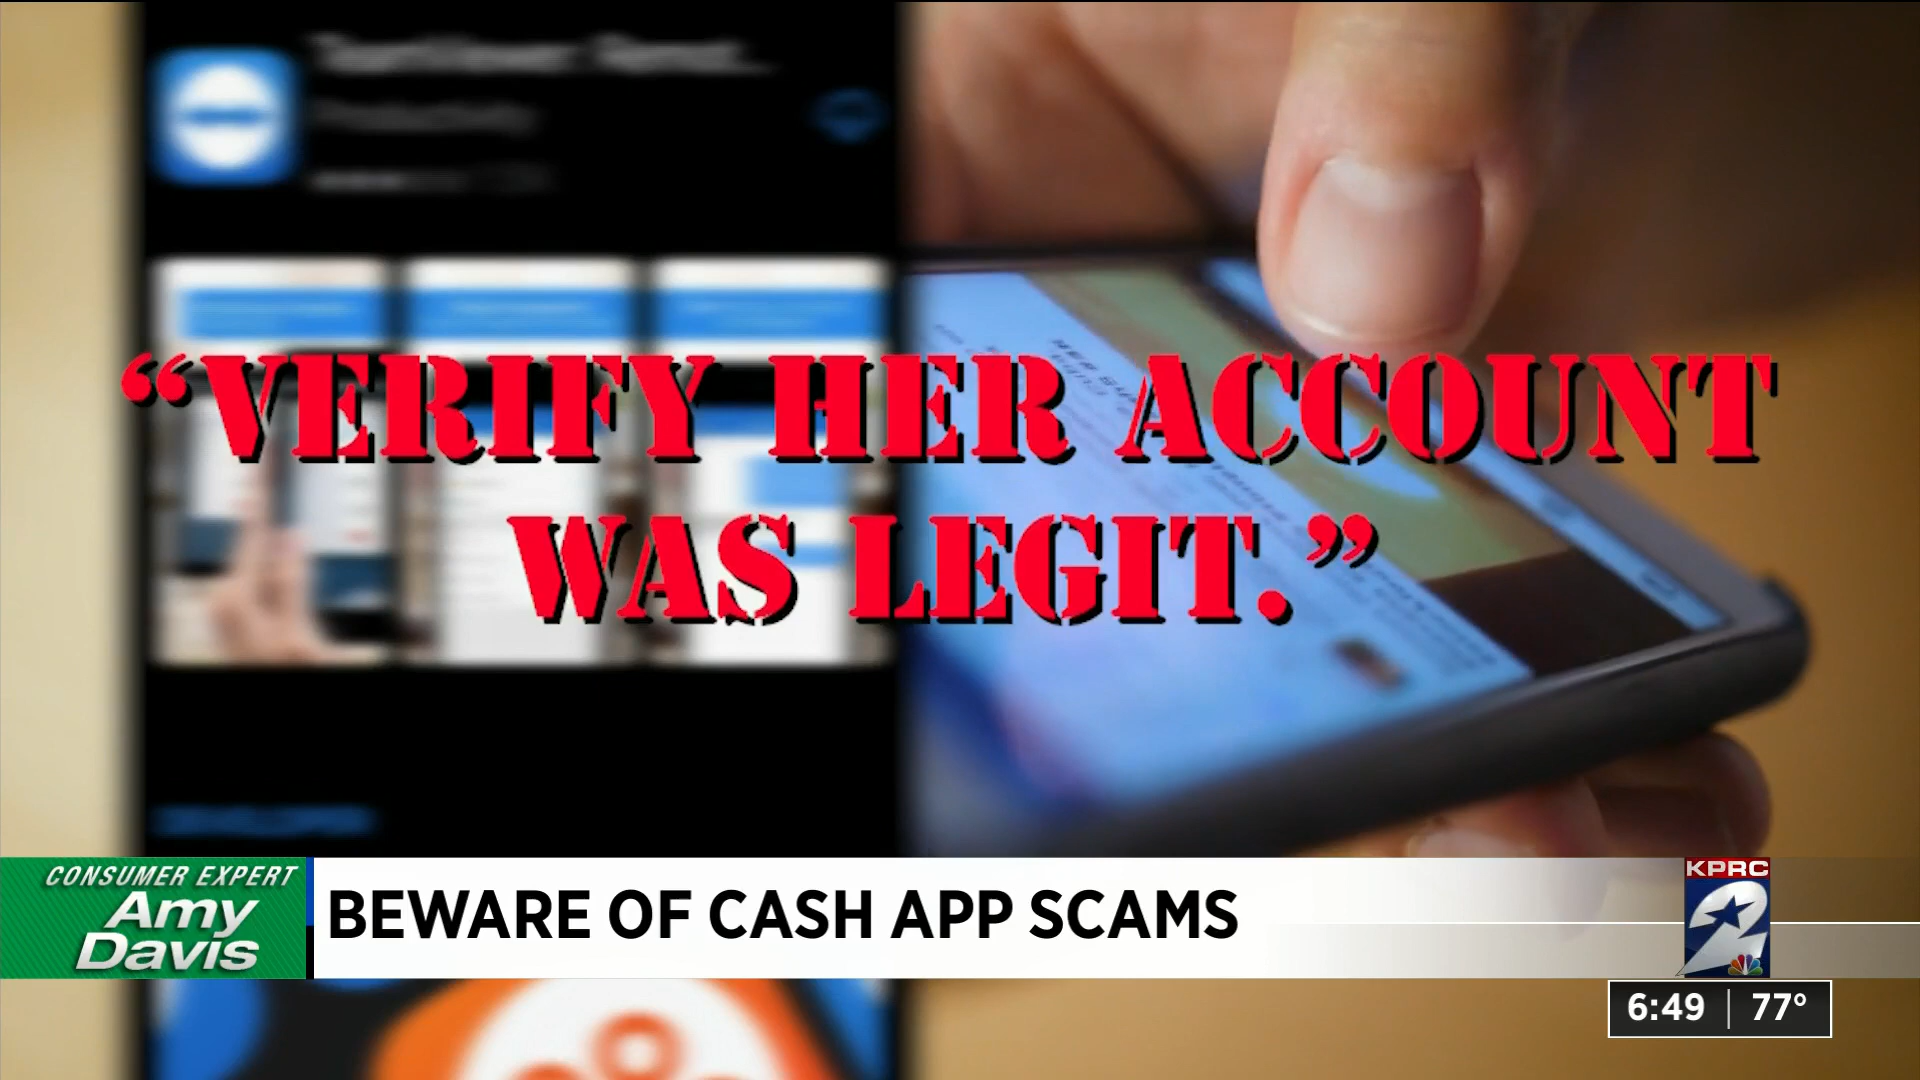 “VERIFY HER ACCOUNT
WAS LEGIT.”
CONSUMER EXPERT
Amy
Davis
BEWARE OF CASH APP SCAMS
KPRC
2
6:49 | 77°